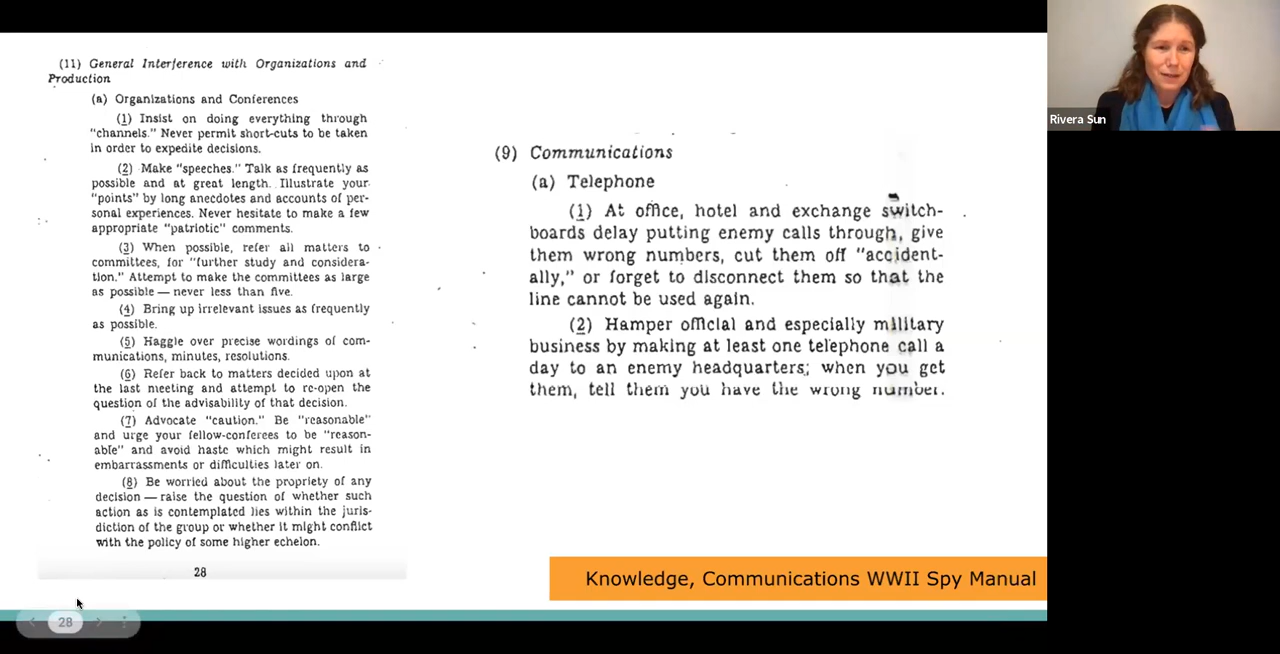 (11) General Interference with Organizations and
Production
(a) Organizations and Conferences
(1) Insist on doing everything through
"channels." Never permit short-cuts to be taken
in order to expedite decisions.
(2) Make "speeches." Talk as frequently as
possible and at great length. Illustrate your
"points" by long anecdotes and accounts of per-
sonal experiences. Never hesitate to make a few
appropriate "patriotic" comments.
(3) When possible, refer all matters to
committees, for "further study and considera-
tion." Attempt to make the committees as large
as possible — never less than five.
(4) Bring up irrelevant issues as frequently
as possible.
(5) Haggle over precise wordings of com-
munications, minutes, resolutions.
(6) Refer back to matters decided upon at
the last meeting and attempt to re-open the
question of the advisability of that decision.
(7) Advocate "caution." Be "reasonable"
and urge your fellow-conferees to be "reason-
able" and avoid haste which might result in
embarrassments or difficulties later on.
(8) Be worried about the propriety of any
decision — raise the question of whether such
action as is contemplated lies within the juris-
diction of the group or whether it might conflict
with the policy of some higher echelon.
28
(9) Communications
(a) Telephone
(1) At office, hotel and exchange switch-
boards delay putting enemy calls through, give
them wrong numbers, cut them off "accident-
ally," or forget to disconnect them so that the
line cannot be used again.
(2) Hamper official and especially military
business by making at least one telephone call a
day to an enemy headquarters; when you get
them, tell them you have the wrong number.
Knowledge, Communications WWII Spy Manual
28
Rivera Sun